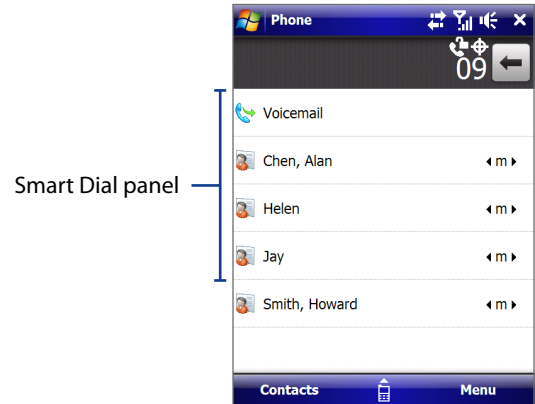 Phone
09
Voicemail
Chen, Alan m
Smart Dial panel
Helen m
Jay m
Smith, Howard m
Contacts Menu